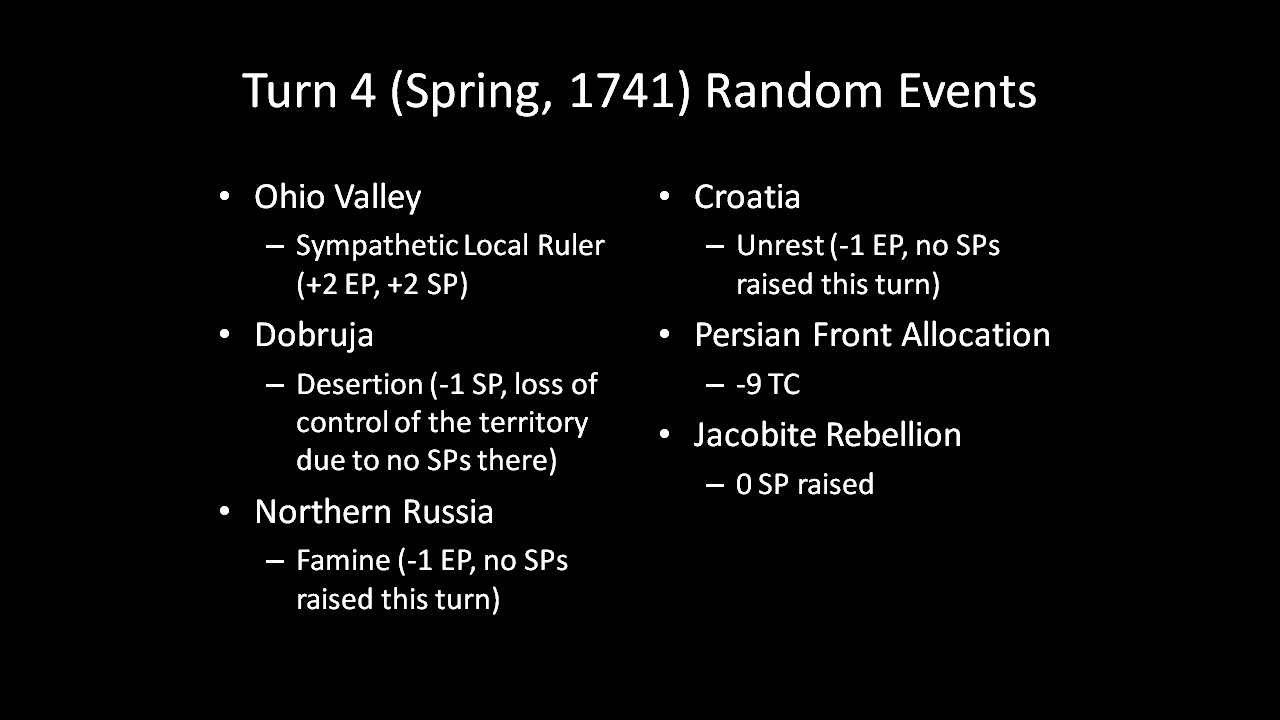 Turn 4 (Spring, 1741) Random Events
• Ohio Valley
– Sympathetic Local Ruler
(+2 EP, +2 SP)
• Dobruja
– Desertion (-1 SP, loss of
control of the territory
due to no SPs there)
• Northern Russia
– Famine (-1 EP, no SPs
raised this turn)
• Croatia
– Unrest (-1 EP, no SPs
raised this turn)
• Persian Front Allocation
– -9 TC
• Jacobite Rebellion
– 0 SP raised